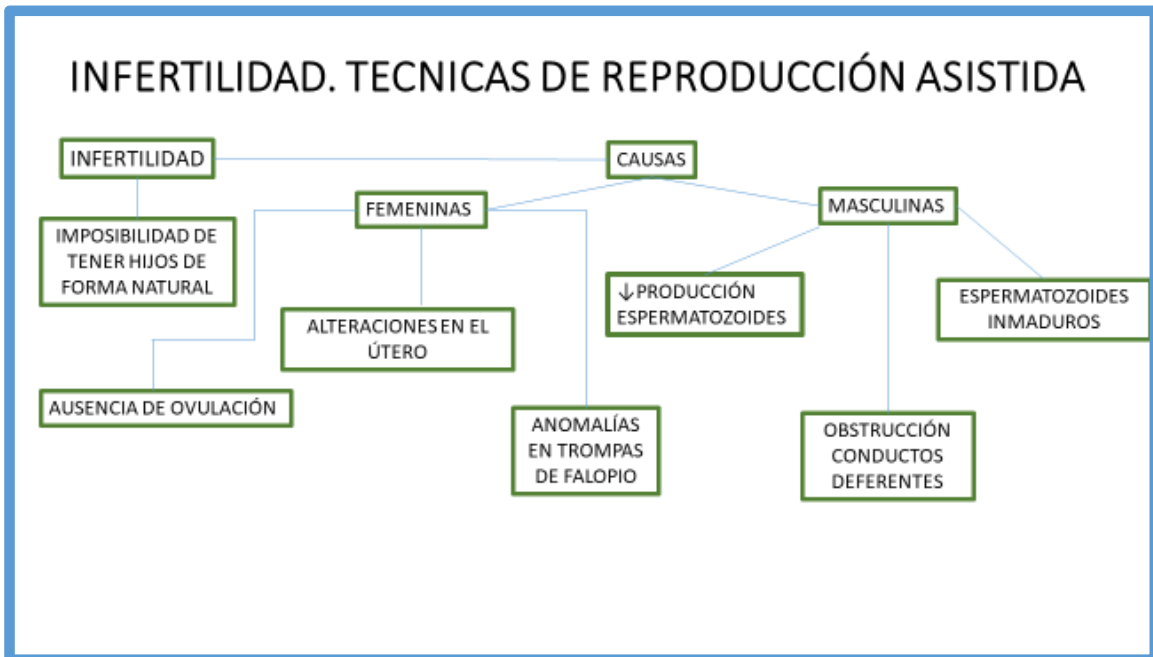 INFERTILIDAD. TECNICAS DE REPRODUCCIÓN ASISTIDA
INFERTILIDAD
CAUSAS
IMPOSIBILIDAD DE
TENER HIJOS DE
FORMA NATURAL
FEMENINAS
MASCULINAS
AUSENCIA DE OVULACIÓN
ALTERACIONES EN EL
ÚTERO
ANOMALÍAS
EN TROMPAS
DE FALOPIO
↓PRODUCCIÓN
ESPERMATOZOIDES
OBSTRUCCIÓN
CONDUCTOS
DEFERENTES
ESPERMATOZOIDES
INMADUROS